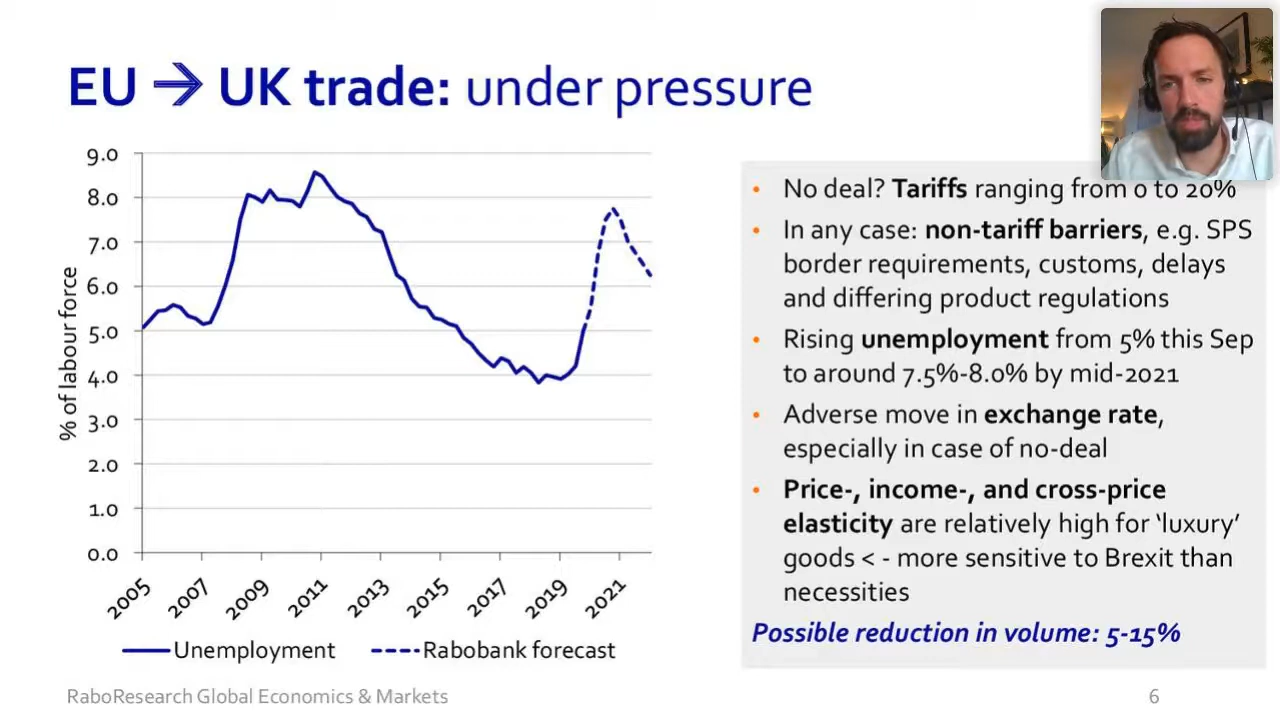 EU → UK trade: under pressure
9.0
8.0
7.0
6.0
5.0
4.0
3.0
2.0
1.0
0.0
% of labour force
2005
2007
2009
2011
2013
2015
2017
2019
2021
Unemployment
Rabobank forecast
• No deal? Tariffs ranging from 0 to 20%
• In any case: non-tariff barriers, e.g. SPS
border requirements, customs, delays
and differing product regulations
• Rising unemployment from 5% this Sep
to around 7.5%-8.0% by mid-2021
• Adverse move in exchange rate,
especially in case of no-deal
• Price-, income-, and cross-price
elasticity are relatively high for ‘luxury’
goods < - more sensitive to Brexit than
necessities
Possible reduction in volume: 5-15%
RaboResearch Global Economics & Markets
6